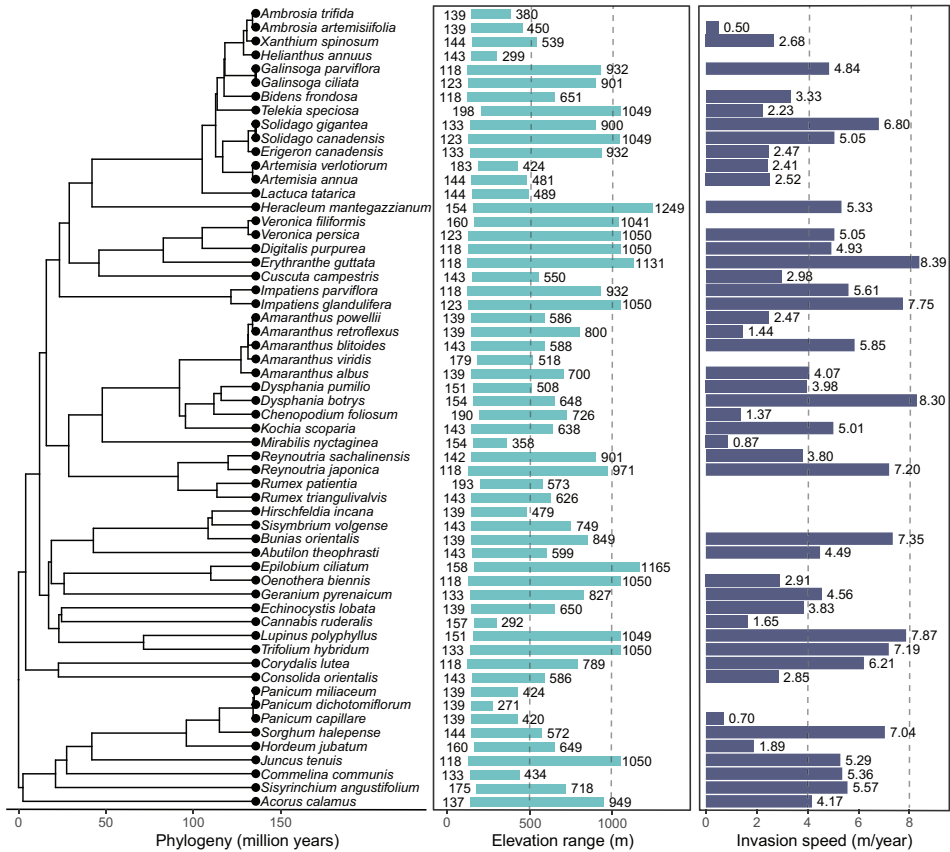 Ambrosia trifida 139 380
Ambrosia artemisiifolia 139 450 0.50
Xanthium spinosum 144 539 2.68
Helianthus annuus 143 299
Galinsoga parviflora 118 932 4.84
Galinsoga ciliata 123 901
Bidens frondosa 118 651 3.33
Telekia speciosa 198 1049 2.23
Solidago gigantea 133 900 6.80
Solidago canadensis 123 1049 5.05
Erigeron canadensis 133 932 2.47
Artemisia verlotiorum 183 424 2.41
Artemisia annua 144 481 2.52
Lactuca tatarica 144 489
Heracleum mantegazzianum 154 1249 5.33
Veronica filiformis 160 1041
Veronica persica 123 1050 5.05
Digitalis purpurea 118 1050 4.93
Erythranthe guttata 118 1131 8.39
Cuscuta campestris 143 550 2.98
Impatiens parviflora 118 932 5.61
Impatiens glandulifera 123 1050 7.75
Amaranthus powellii 139 586 2.47
Amaranthus retroflexus 139 800 1.44
Amaranthus blitoides 143 588 5.85
Amaranthus viridis 179 518
Amaranthus albus 139 700 4.07
Dysphania pumilio 151 508 3.98
Dysphania botrys 154 648 8.30
Chenopodium foliosum 190 726 1.37
Kochia scoparia 143 638 5.01
Mirabilis nyctaginea 154 358 0.87
Reynoutria sachalinensis 142 901 3.80
Reynoutria japonica 118 971 7.20
Rumex patientia 193 573
Rumex triangulivalvis 143 626
Hirschfeldia incana 139 479
Sisymbrium volgense 143 749
Bunias orientalis 139 849 7.35
Abutilon theophrasti 143 599 4.49
Epilobium ciliatum 158 1165
Oenothera biennis 118 1050 2.91
Geranium pyrenaicum 133 827 4.56
Echinocystis lobata 139 650 3.83
Cannabis ruderalis 157 292 1.65
Lupinus polyphyllus 151 1049 7.87
Trifolium hybridum 133 1050 7.19
Corydalis lutea 118 789 6.21
Consolida orientalis 143 586 2.85
Panicum miliaceum 139 424
Panicum dichotomiflorum 139 271
Panicum capillare 139 420 0.70
Sorghum halepense 144 572 7.04
Hordeum jubatum 160 649 1.89
Juncus tenuis 118 1050 5.29
Commelina communis 133 434 5.36
Sisyrinchium angustifolium 175 718 5.57
Acorus calamus 137 949 4.17
0 50 100 150 0 500 1000 0 2 4 6 8
Phylogeny (million years) Elevation range (m) Invasion speed (m/year)